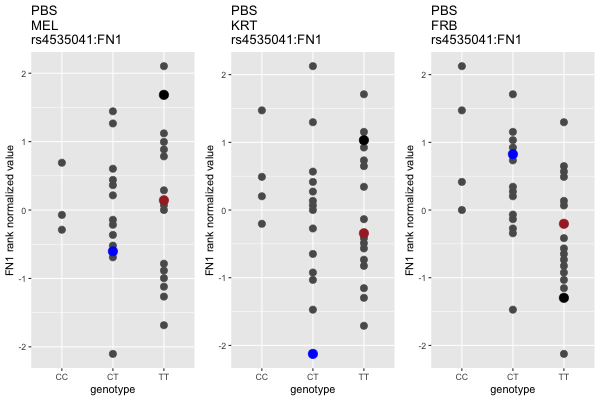 PBS
MEL
rs4535041:FN1
FN1 rank normalized value
2
1
0
-1
-2
CC
CT
TT
genotype
PBS
KRT
rs4535041:FN1
FN1 rank normalized value
2
1
0
-1
-2
CC
CT
TT
genotype
PBS
FRB
rs4535041:FN1
FN1 rank normalized value
2
1
0
-1
-2
CC
CT
TT
genotype